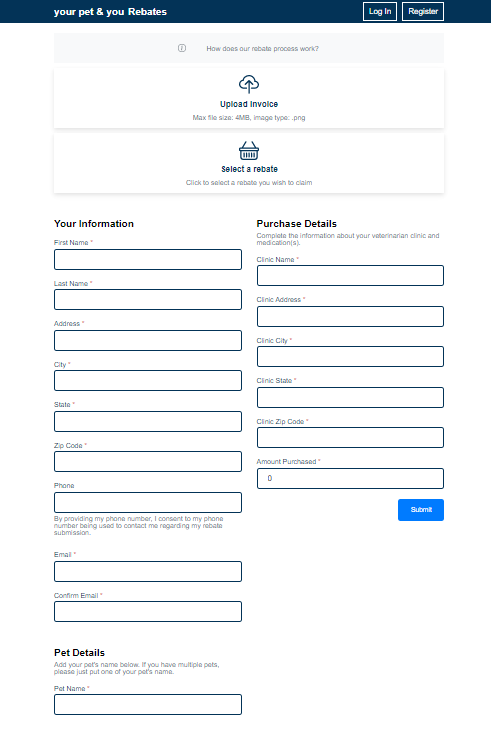 your pet & you Rebates
Log In
Register
How does our rebate process work?
Upload Invoice
Max file size: 4MB, image type: .png
Select a rebate
Click to select a rebate you wish to claim
Your Information
First Name *
Last Name *
Address *
City *
State *
Zip Code *
Phone
By providing my phone number, I consent to my phone
number being used to contact me regarding my rebate
submission.
Email *
Confirm Email *
Pet Details
Add your pet's name below. If you have multiple pets,
please just put one of your pet's name.
Pet Name *
Purchase Details
Complete the information about your veterinarian clinic and
medication(s).
Clinic Name *
Clinic Address *
Clinic City *
Clinic State *
Clinic Zip Code *
Amount Purchased *
0
Submit